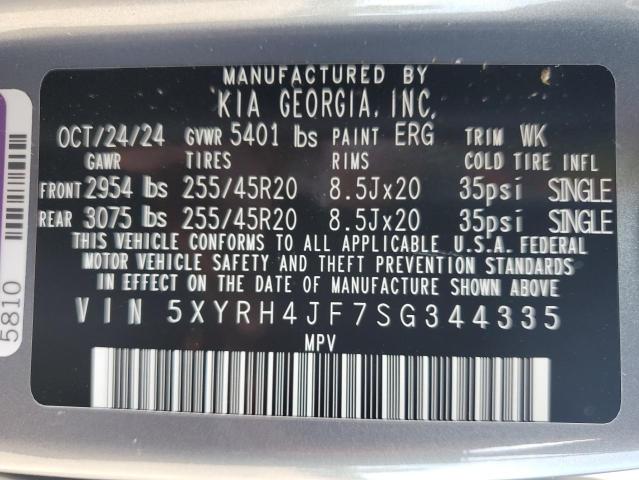 MANUFACTURED BY
KIA GEORGIA, INC.
OCT/24/24 GVWR 5401 lbs PAINT ERG TRIM WK
GAWR TIRES RIMS COLD TIRE INFL
FRONT 2954 lbs 255/45R20 8.5Jx20 35psi SINGLE
REAR 3075 lbs 255/45R20 8.5Jx20 35psi SINGLE
THIS VEHICLE CONFORMS TO ALL APPLICABLE U.S.A. FEDERAL
MOTOR VEHICLE SAFETY AND THEFT PREVENTION STANDARDS
IN EFFECT ON THE DATE OF MANUFACTURE SHOWN ABOVE.
VIN 5XYRH4JF7SG344335
MPV
5810